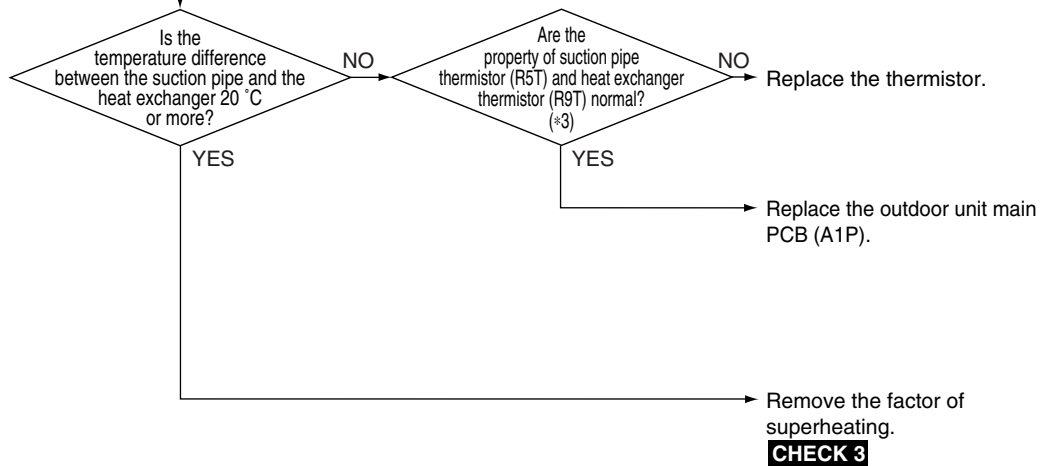 Is the
temperature difference
between the suction pipe and the
heat exchanger 20 ˚C
or more?
NO
Are the
property of suction pipe
thermistor (R5T) and heat exchanger
thermistor (R9T) normal?
(*3)
NO
Replace the thermistor.
YES
YES
Replace the outdoor unit main
PCB (A1P).
Remove the factor of
superheating.
CHECK 3